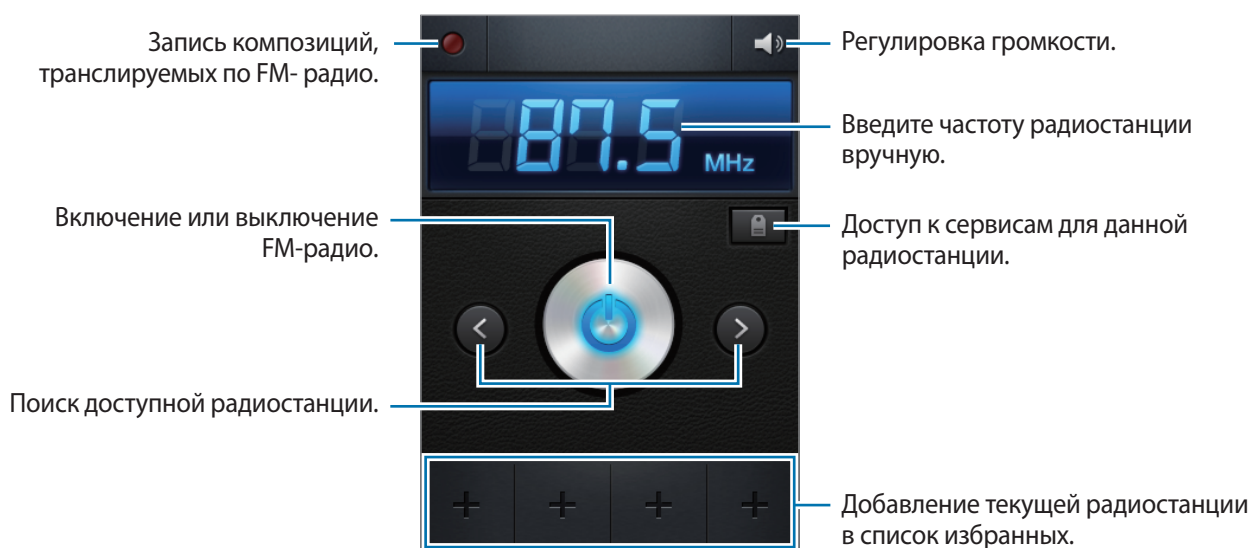 Запись композиций,
транслируемых по FM- радио.
Регулировка громкости.
87.5
MHz
Введите частоту радиостанции
вручную.
Включение или выключение
FM-радио.
Доступ к сервисам для данной
радиостанции.
Поиск доступной радиостанции.
Добавление текущей радиостанции
в список избранных.